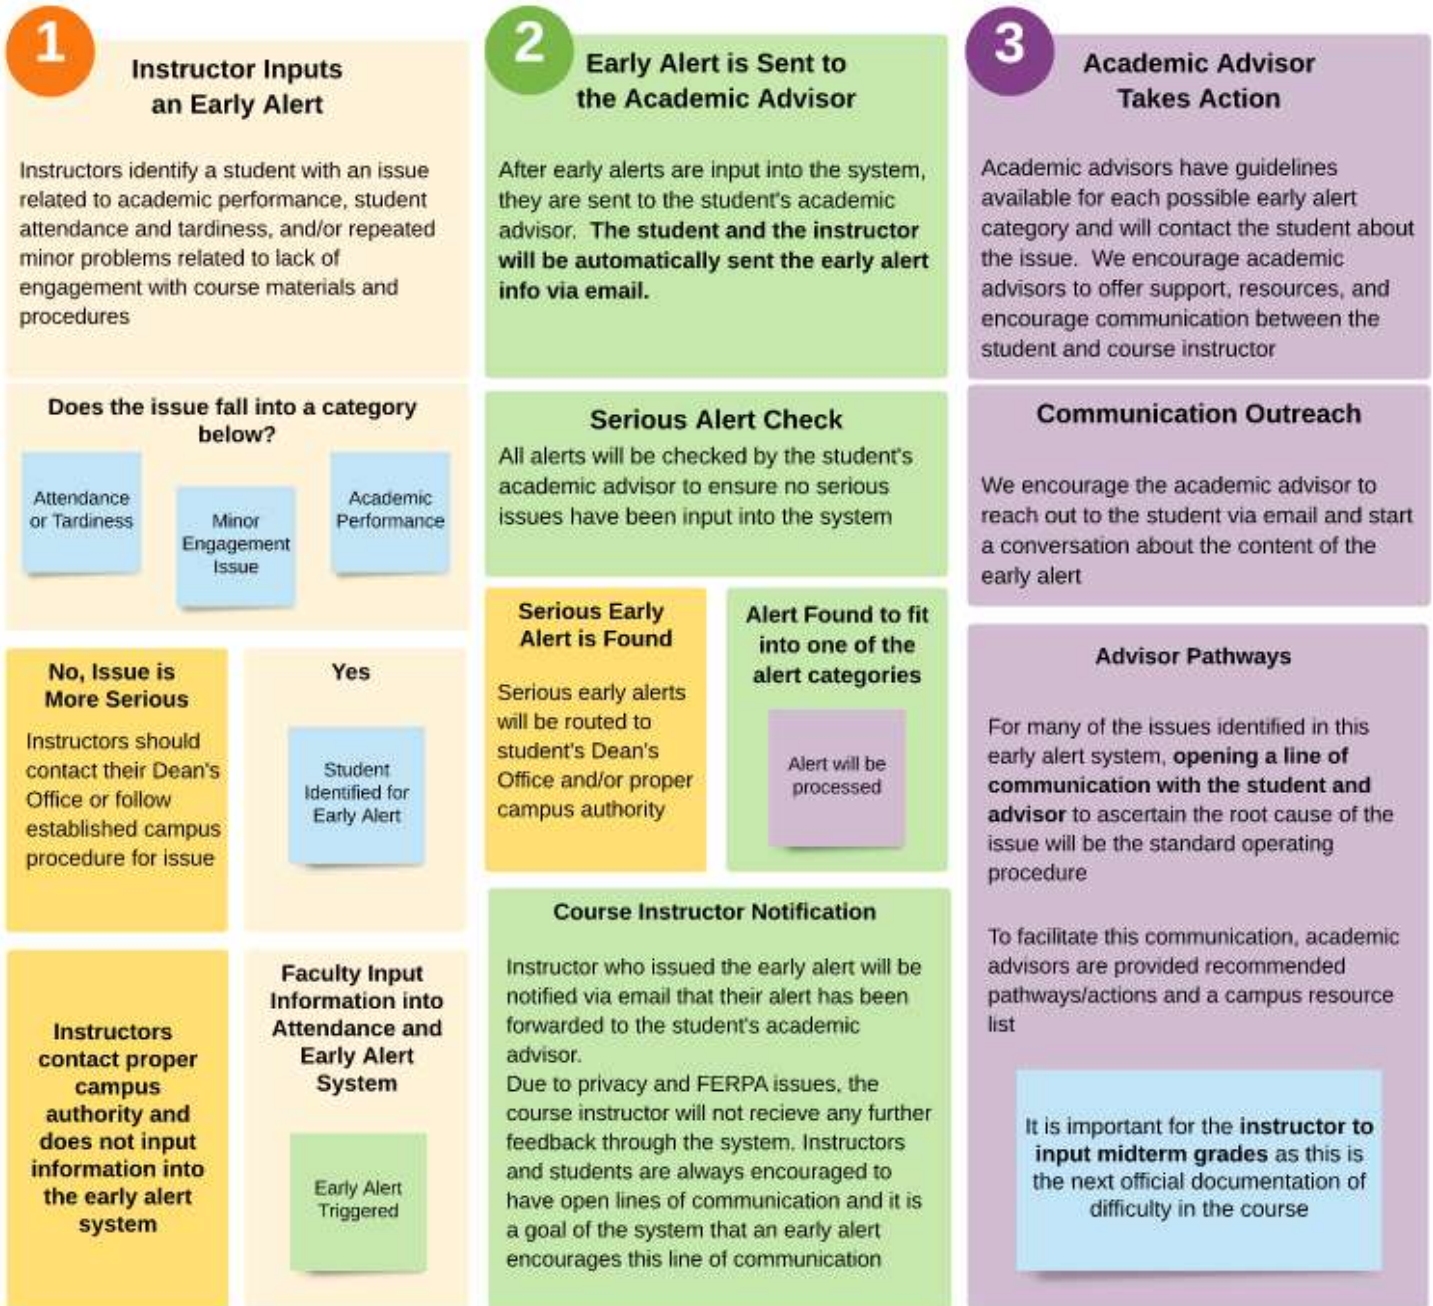 1
Instructor Inputs
an Early Alert
Instructors identify a student with an issue
related to academic performance, student
attendance and tardiness, and/or repeated
minor problems related to lack of
engagement with course materials and
procedures
Does the issue fall into a category
below?
Attendance
or Tardiness
Minor
Engagement
Issue
Academic
Performance
No, Issue is
More Serious
Instructors should
contact their Dean's
Office or follow
established campus
procedure for issue
Yes
Student
Identified for
Early Alert
Instructors
contact proper
campus
authority and
does not input
information into
the early alert
system
Faculty Input
Information into
Attendance and
Early Alert
System
Early Alert
Triggered
2
Early Alert is Sent to
the Academic Advisor
After early alerts are input into the system,
they are sent to the student's academic
advisor. The student and the instructor
will be automatically sent the early alert
info via email.
Serious Alert Check
All alerts will be checked by the student's
academic advisor to ensure no serious
issues have been input into the system
Serious Early
Alert is Found
Serious early alerts
will be routed to
student's Dean's
Office and/or proper
campus authority
Alert Found to fit
into one of the
alert categories
Alert will be
processed
Course Instructor Notification
Instructor who issued the early alert will be
notified via email that their alert has been
forwarded to the student's academic
advisor.
Due to privacy and FERPA issues, the
course instructor will not recieve any further
feedback through the system. Instructors
and students are always encouraged to
have open lines of communication and it is
a goal of the system that an early alert
encourages this line of communication
3
Academic Advisor
Takes Action
Academic advisors have guidelines
available for each possible early alert
category and will contact the student about
the issue. We encourage academic
advisors to offer support, resources, and
encourage communication between the
student and course instructor
Communication Outreach
We encourage the academic advisor to
reach out to the student via email and start
a conversation about the content of the
early alert
Advisor Pathways
For many of the issues identified in this
early alert system, opening a line of
communication with the student and
advisor to ascertain the root cause of the
issue will be the standard operating
procedure
To facilitate this communication, academic
advisors are provided recommended
pathways/actions and a campus resource
list
It is important for the instructor to
input midterm grades as this is
the next official documentation of
difficulty in the course